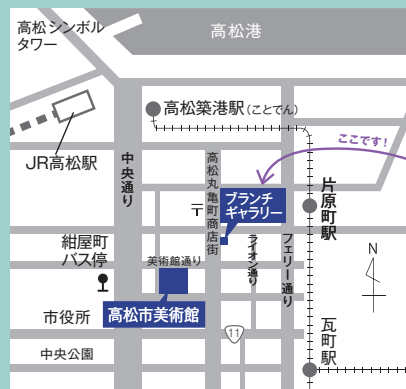 高松シンボル
タワー
高松港
高松築港駅(ことでん)
JR高松駅
ここです!
中央通り
高松丸亀町商店街
ブランチ
ギャラリー
片原町駅
〒
紺屋町
バス停
美術館通り
ライオン通り
フェリー通り
N
高松市美術館
市役所
11
瓦町駅
中央公園